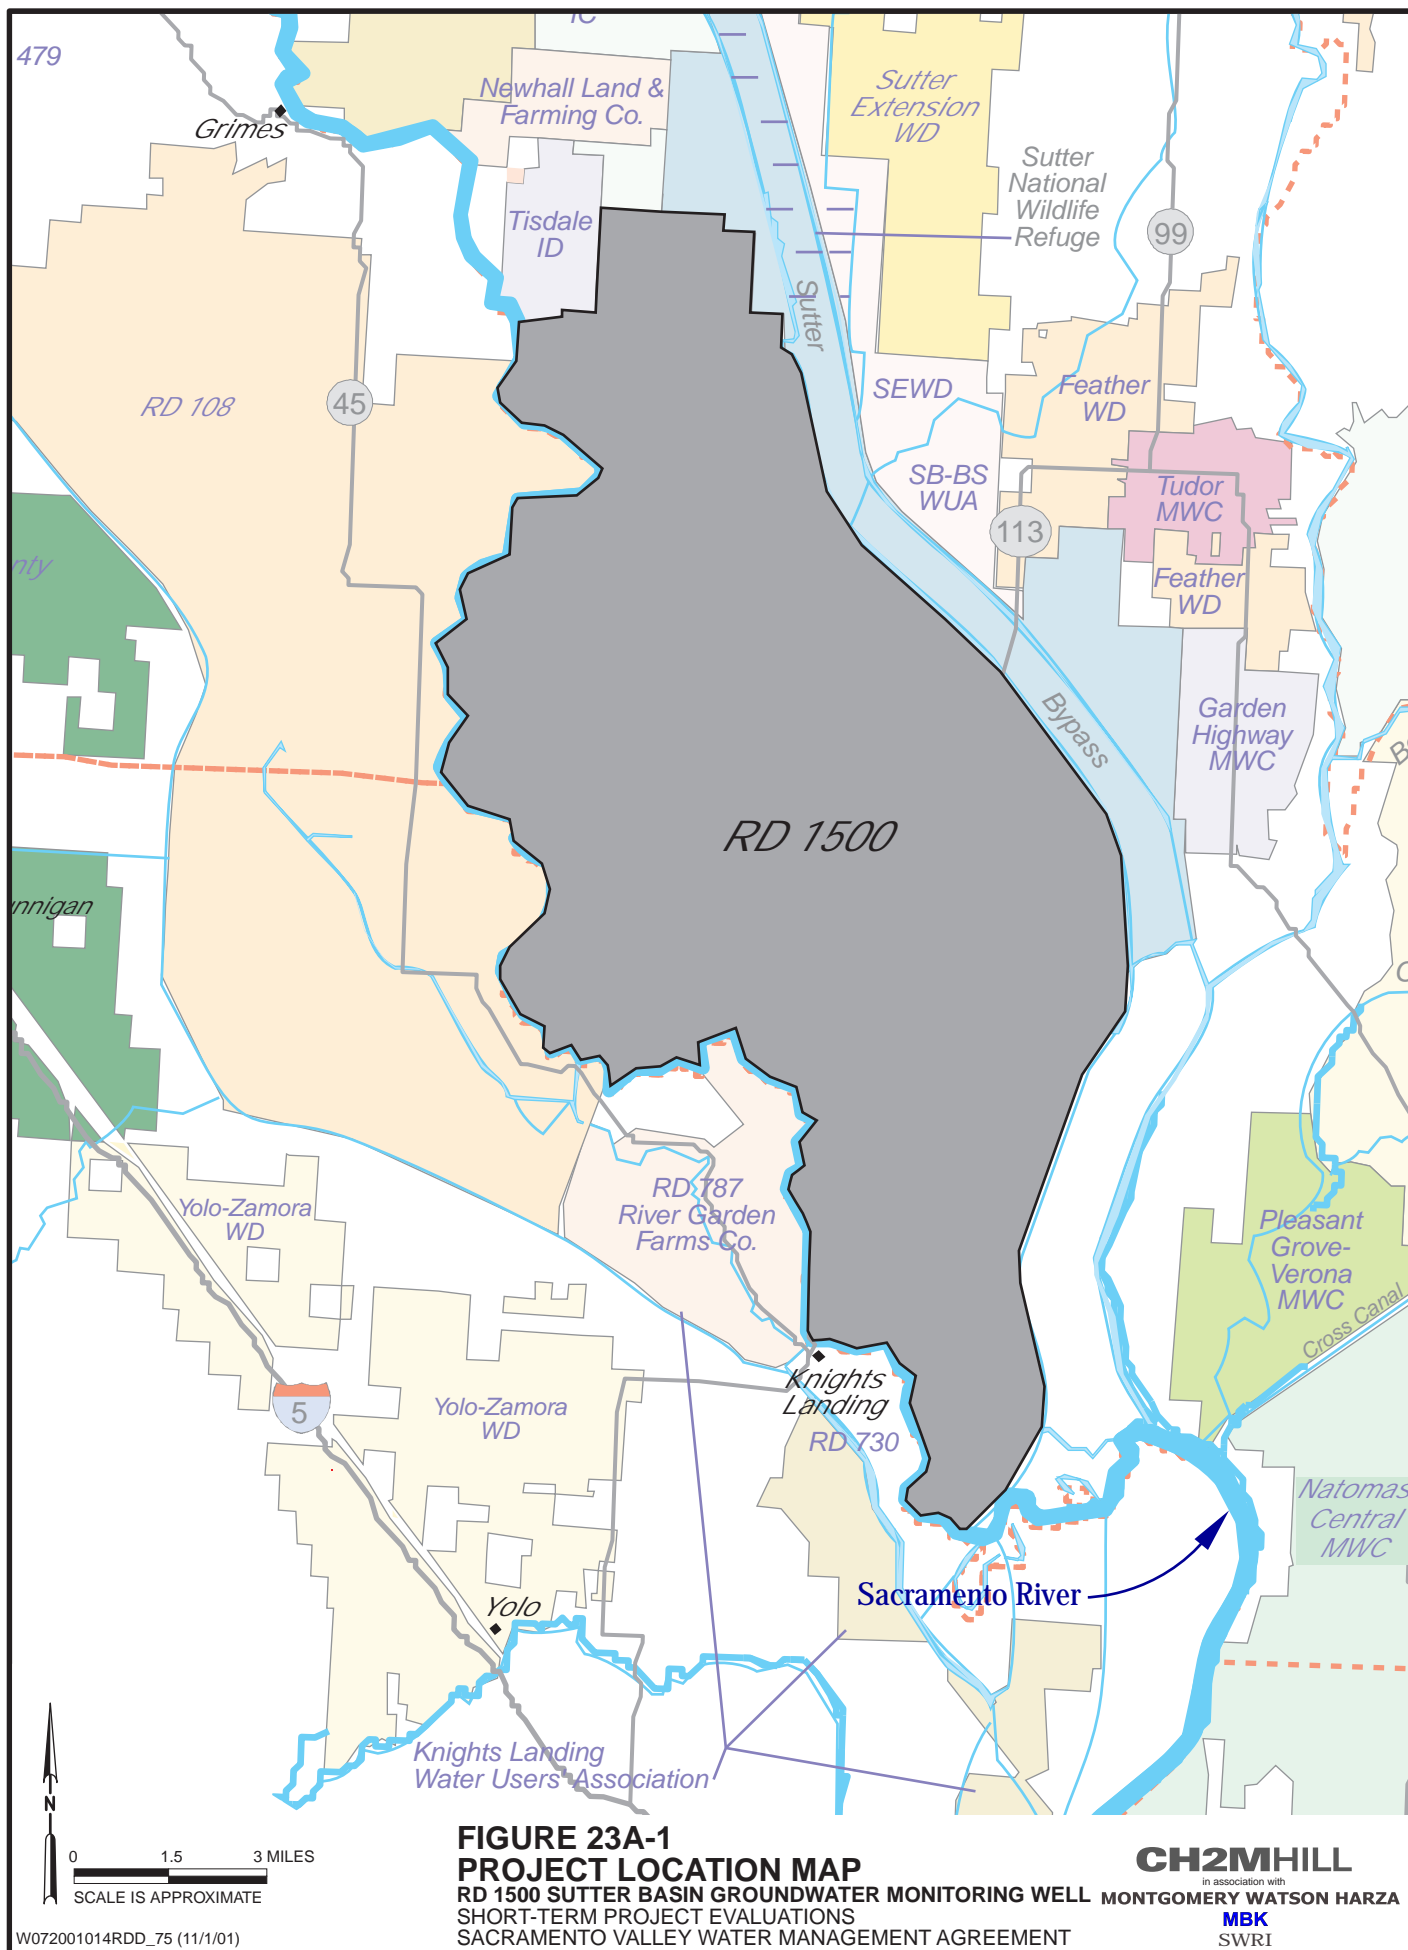 479
IC
Newhall Land &
Farming Co.
Sutter
Extension
WD
Grimes
Sutter
National
Wildlife
Refuge
Tisdale
ID
99
Sutter
RD 108
45
SEWD
Feather
WD
SB-BS
WUA
Tudor
MWC
113
nty
Feather
WD
Garden
Highway
MWC
Bypass
RD 1500
nnigan
RD 787
River Garden
Farms Co.
Yolo-Zamora
WD
Pleasant
Grove-
Verona
MWC
Cross Canal
Knights
Landing
5
Yolo-Zamora
WD
RD 730
Natomas
Central
MWC
Sacramento River
Yolo
Knights Landing
Water Users' Association
N
0 1.5 3 MILES
SCALE IS APPROXIMATE
W072001014RDD_75 (11/1/01)
FIGURE 23A-1
PROJECT LOCATION MAP
RD 1500 SUTTER BASIN GROUNDWATER MONITORING WELL
SHORT-TERM PROJECT EVALUATIONS
SACRAMENTO VALLEY WATER MANAGEMENT AGREEMENT
CH2MHILL
in association with
MONTGOMERY WATSON HARZA
MBK
SWRI